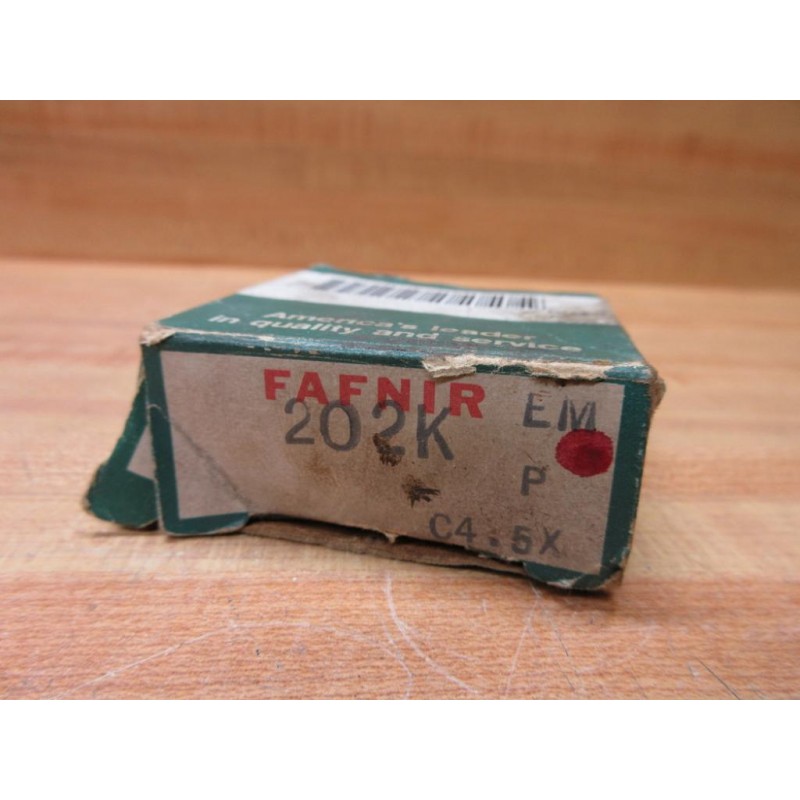 America's leader
in quality and service
FAFNIR
202K
EM
P
C4.5X